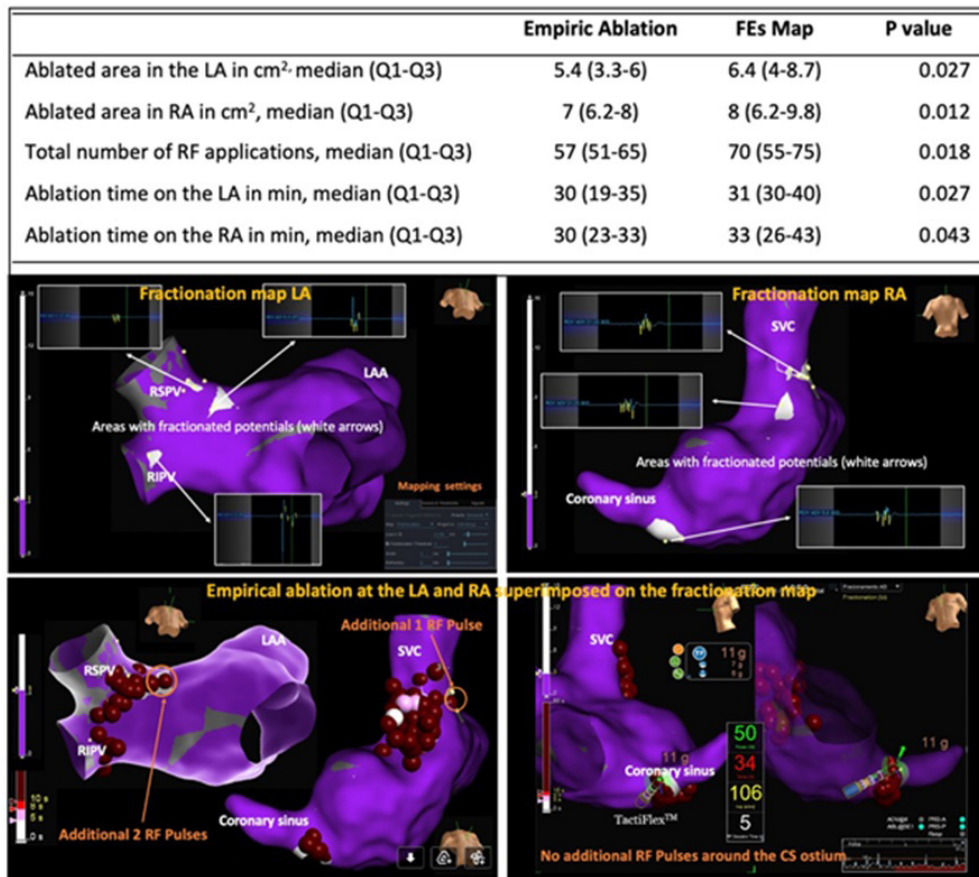 Empiric Ablation FEs Map P value
Ablated area in the LA in cm², median (Q1-Q3) 5.4 (3.3-6) 6.4 (4-8.7) 0.027
Ablated area in RA in cm², median (Q1-Q3) 7 (6.2-8) 8 (6.2-9.8) 0.012
Total number of RF applications, median (Q1-Q3) 57 (51-65) 70 (55-75) 0.018
Ablation time on the LA in min, median (Q1-Q3) 30 (19-35) 31 (30-40) 0.027
Ablation time on the RA in min, median (Q1-Q3) 30 (23-33) 33 (26-43) 0.043
Fractionation map LA
LAA
RSPV
Areas with fractionated potentials (white arrows)
RIPV
Mapping settings
Fractionation map RA
SVC
Areas with fractionated potentials (white arrows)
Coronary sinus
Empirical ablation at the LA and RA superimposed on the fractionation map
Additional 1 RF Pulse
LAA
SVC
RSPV
RIPV
Additional 2 RF Pulses
Coronary sinus
10 s
0 s
SVC
11 g
50
34
106
5
11 g
Coronary sinus
11 g
TactiFlex™
No additional RF Pulses around the CS ostium